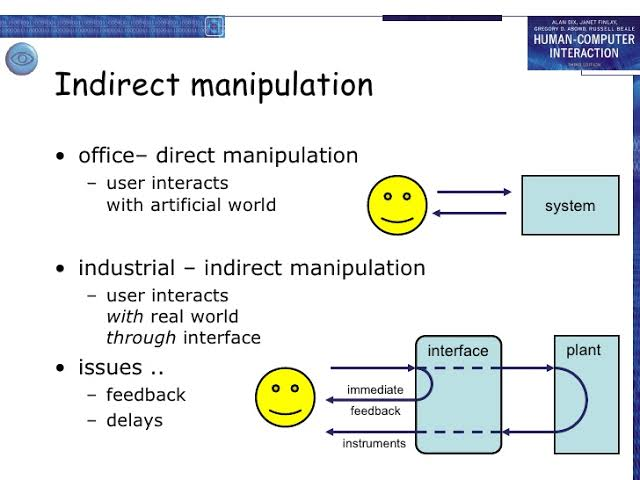 ALAN DIX, JANET FINLAY,
GREGORY D. ABOWD, RUSSELL BEALE
HUMAN-COMPUTER
INTERACTION
THIRD EDITION
Indirect manipulation
• office– direct manipulation
– user interacts
with artificial world
system
• industrial – indirect manipulation
– user interacts
with real world
through interface
• issues ..
– feedback
– delays
interface
plant
immediate
feedback
instruments